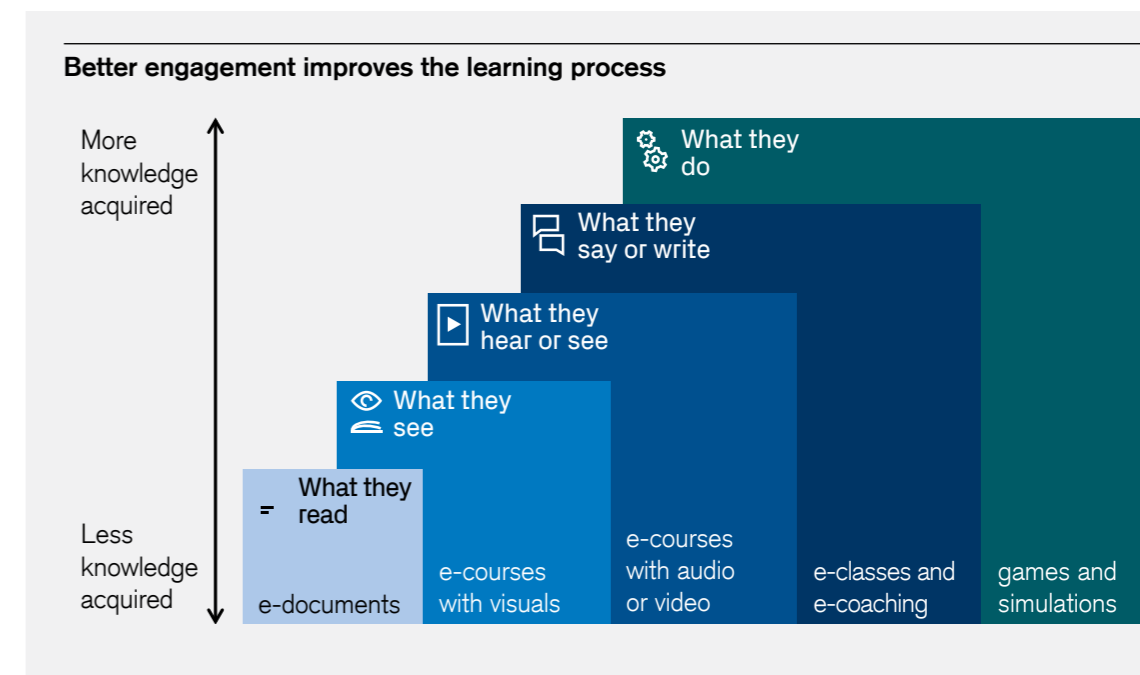 Better engagement improves the learning process
More
knowledge
acquired
What they
do
What they
say or write
What they
hear or see
What they
see
What they
read
Less
knowledge
acquired
e-documents
e-courses
with visuals
e-courses
with audio
or video
e-classes and
e-coaching
games and
simulations